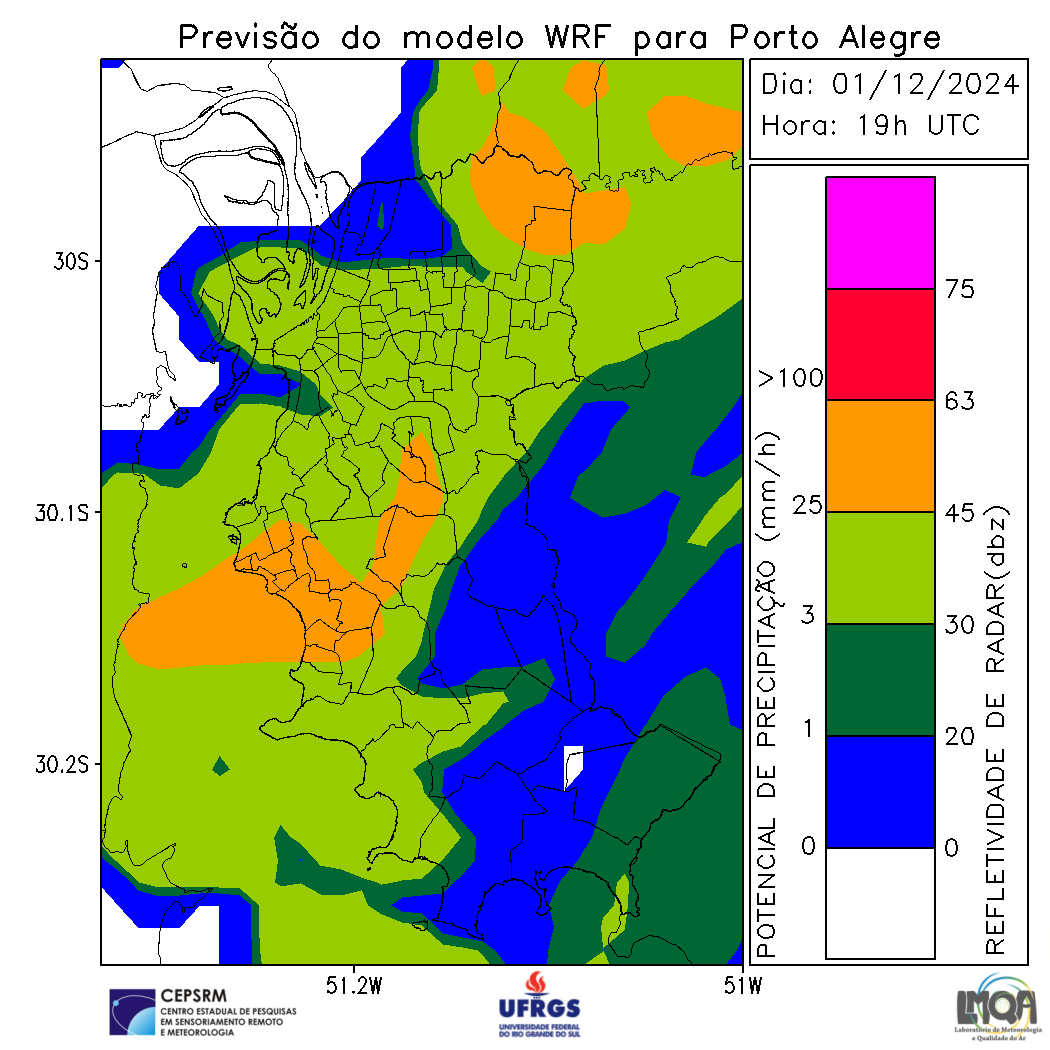 Previsão do modelo WRF para Porto Alegre
Dia: 01/12/2024
Hora: 19h UTC
30S
30.1S
30.2S
51.2W
51W
POTENCIAL DE PRECIPITAÇÃO (mm/h)
>100
25
3
1
0
75
63
45
30
20
0
REFLETIVIDADE DE RADAR(dbz)
CEPSRM
CENTRO ESTADUAL DE PESQUISAS
EM SENSORIAMENTO REMOTO
E METEOROLOGIA
UFRGS
UNIVERSIDADE FEDERAL
DO RIO GRANDE DO SUL
LMQA
Laboratório de Meteorologia
e Qualidade do Ar